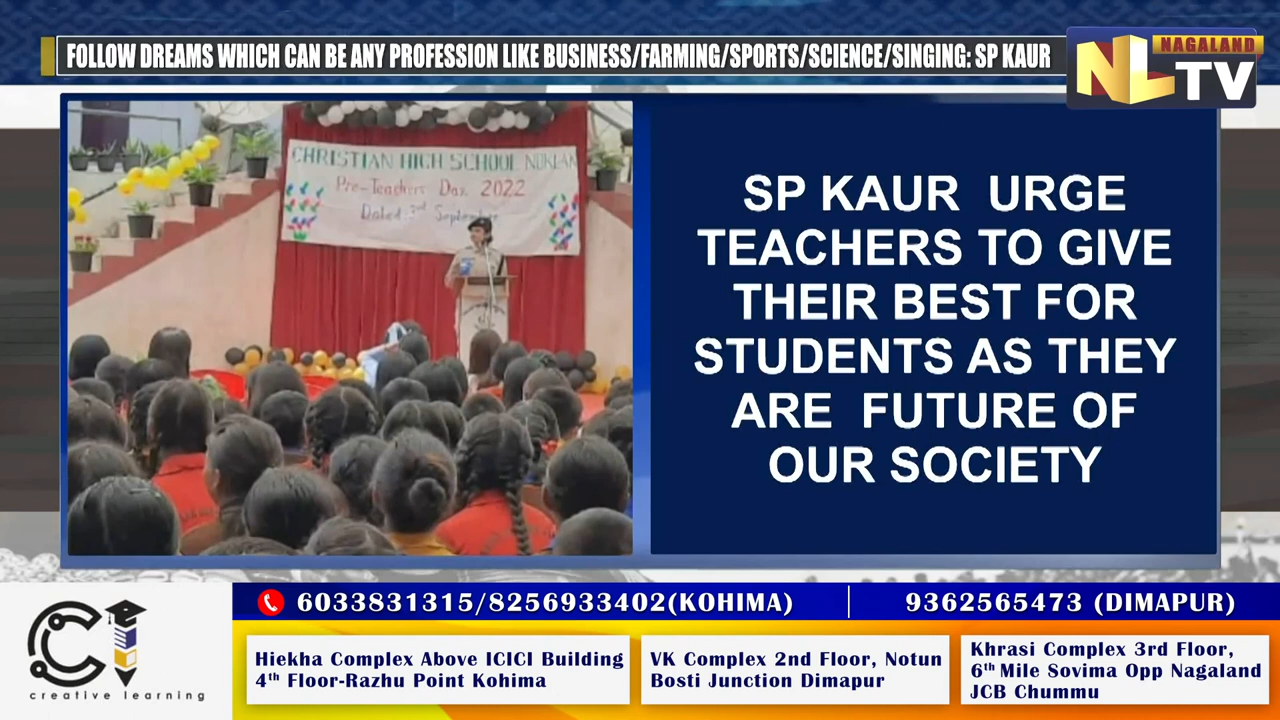 FOLLOW DREAMS WHICH CAN BE ANY PROFESSION LIKE BUSINESS/FARMING/SPORTS/SCIENCE/SINGING: SP KAUR
NL NAGALAND TV
CHRISTIAN HIGH SCHOOL NOKLAK
Pre-Teachers Day 2022
Dated 3rd September
SP KAUR URGE
TEACHERS TO GIVE
THEIR BEST FOR
STUDENTS AS THEY
ARE FUTURE OF
OUR SOCIETY
6033831315/8256933402(KOHIMA)
9362565473 (DIMAPUR)
creative learning
Hiekha Complex Above ICICI Building
4th Floor-Razhu Point Kohima
VK Complex 2nd Floor, Notun
Bosti Junction Dimapur
Khrasi Complex 3rd Floor,
6th Mile Sovima Opp Nagaland
JCB Chummu